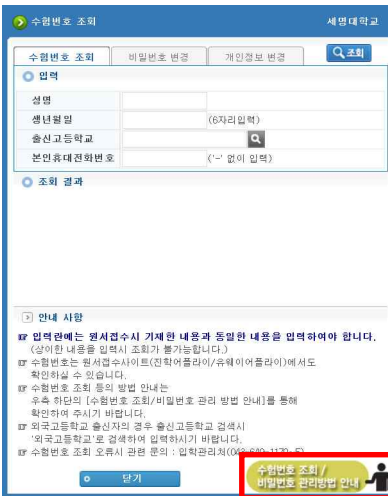 수험번호 조회
세명대학교
수험번호 조회
비밀번호 변경
개인정보 변경
조회
입력
성명
생년월일
(6자리입력)
출신고등학교
본인휴대전화번호
('-' 없이 입력)
조회 결과
안내 사항
☞ 입력란에는 원서접수시 기재한 내용과 동일한 내용을 입력하여야 합니다.
(상이한 내용을 입력시 조회가 불가능합니다.)
☞ 수험번호는 원서접수사이트(진학어플라이/유웨이어플라이)에서도
확인하실 수 있습니다.
☞ 수험번호 조회 등의
방법 안내는
우측 하단의 [수험번호 조회/비밀번호 관리 방법 안내]를 통해
확인하여 주시기 바랍니다.
☞ 외국고등학교 출신자의 경우 출신고등학교 검색시
'외국고등학교'로 검색하여 입력하시기 바랍니다.
☞ 수험번호 조회 오류시 관련 문의 : 입학관리처
닫기
수험번호 조회 /
비밀번호 관리방법 안내